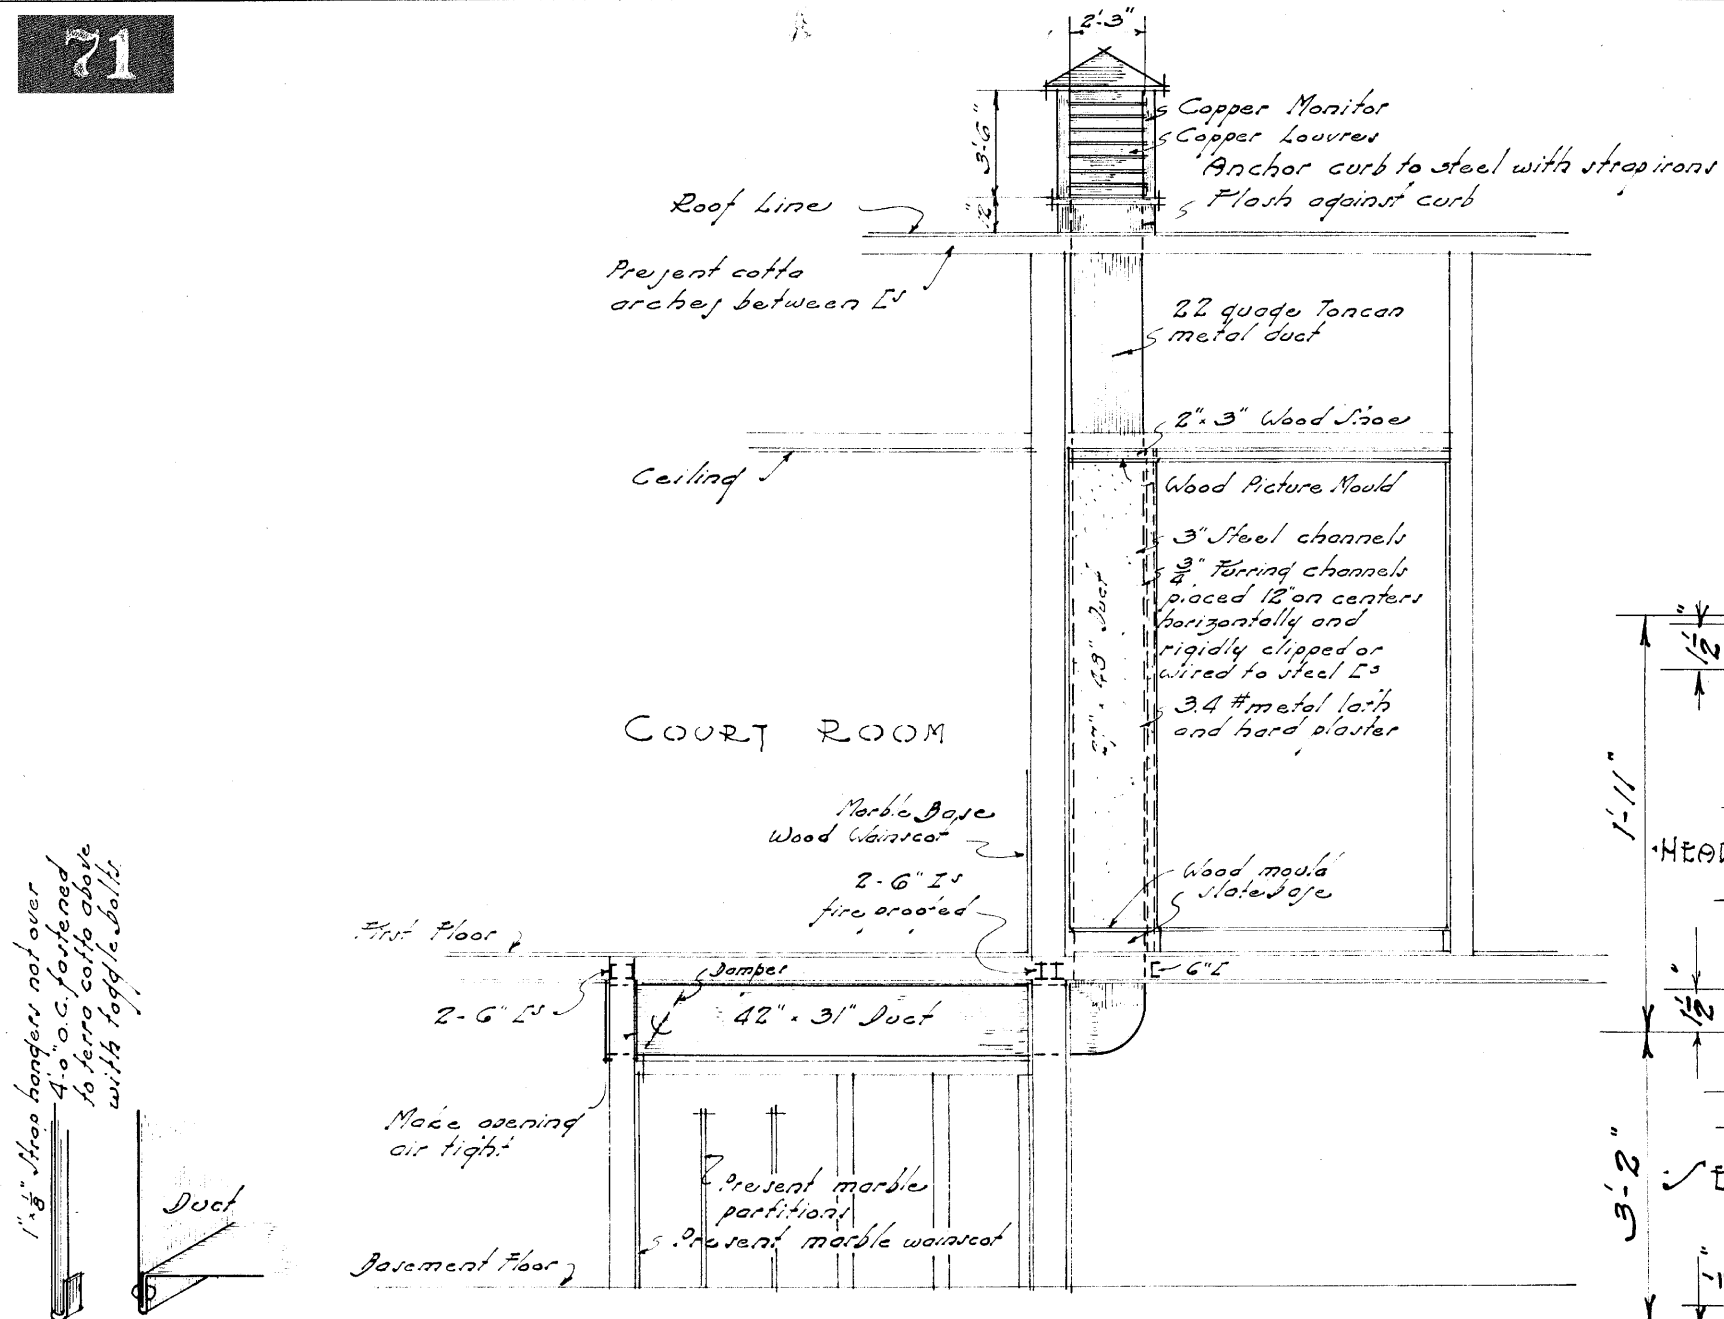 71
2'-3"
3'-6"
12"
Copper Monitor
Copper Louvres
Anchor curb to steel with strap irons
Flash against curb
Roof Line
Present cotta
arches between [s
22 guage Toncan
metal duct
2" x 3" Wood Shoe
Ceiling
Wood Picture Mould
3" Steel channels
3/4" Furring channels
placed 12" on centers
horizontally and
rigidly clipped or
wired to steel [s
3.4 # metal lath
and hard plaster
48" Duct
COURT ROOM
Marble Base
Wood Wainscot
2-6" Is
fire proofed
Wood mould
slate base
First Floor
Damper
6" [
2-6" [s
42" x 31" Duct
Make opening
air tight
Present marble
partitions
Present marble wainscot
Basement Floor
1" x 1/8" Strap hangers not over
4'-0" O.C. fastened
to terra cotta above
with toggle bolts
Duct
1 1/2"
1'-11"
HEAD
1 1/2"
3'-2"